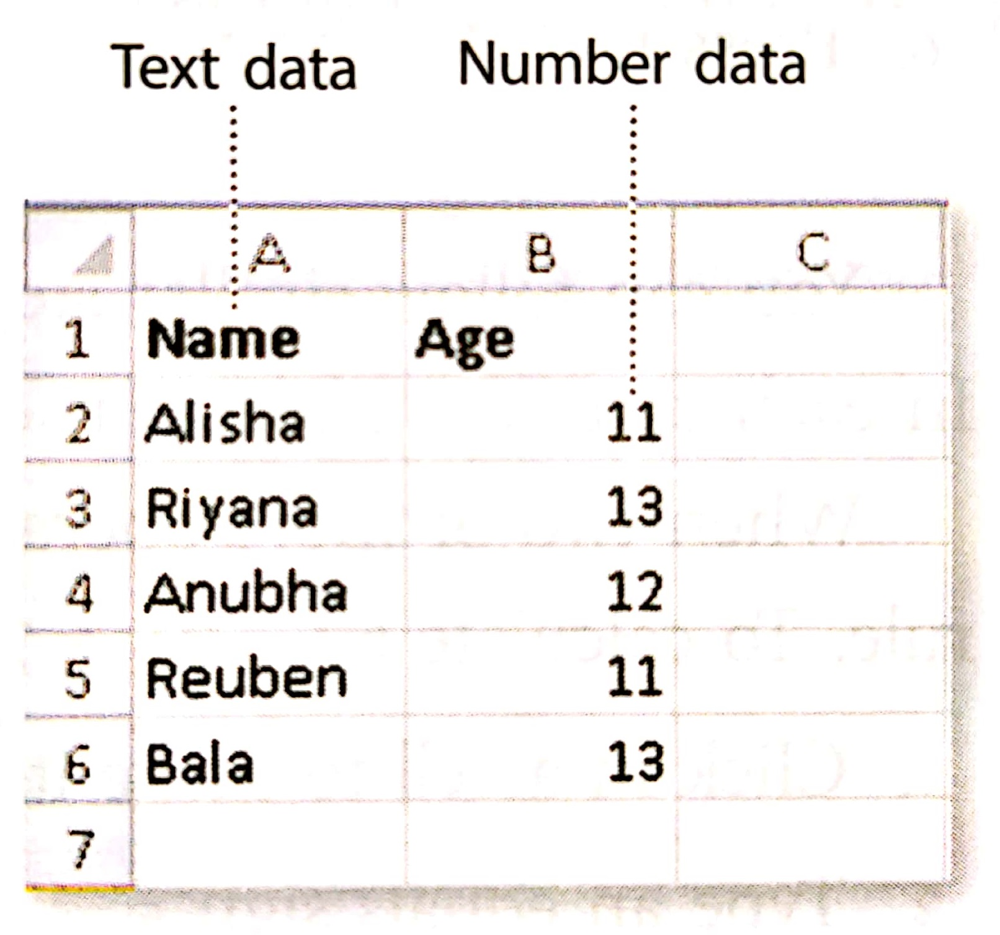 Text data Number data
A B C
1 Name Age
2 Alisha 11
3 Riyana 13
4 Anubha 12
5 Reuben 11
6 Bala 13
7